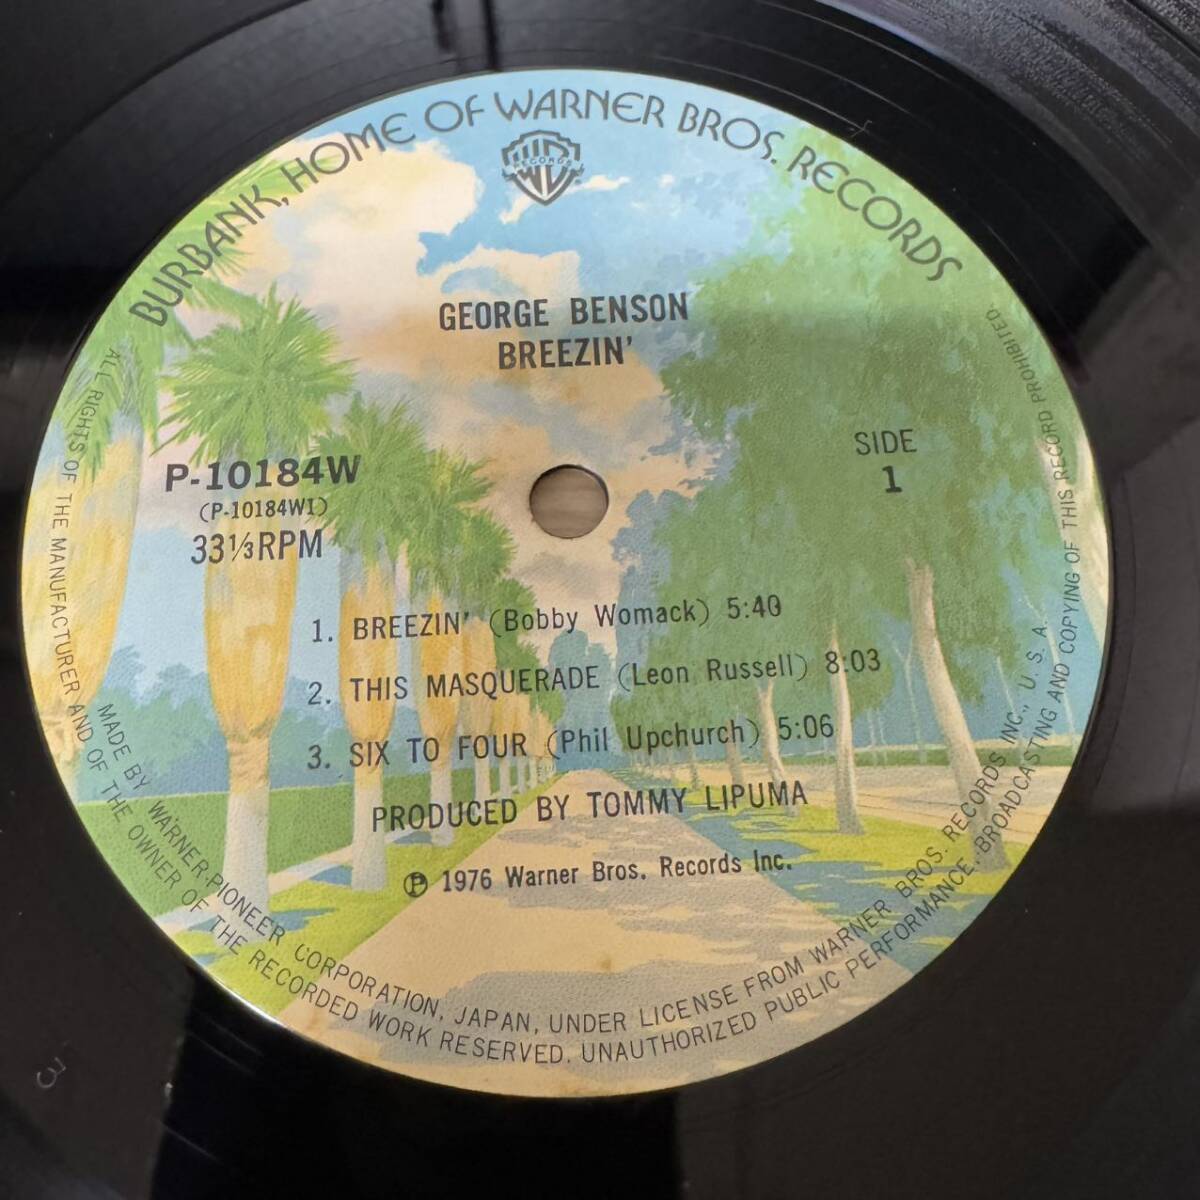 BURBANK, HOME OF WARNER BROS. RECORDS
W
RECORDS
GEORGE BENSON
BREEZIN'
P-10184W
(P-10184W1)
33⅓RPM
SIDE
1
1. BREEZIN' (Bobby Womack) 5:40
2. THIS MASQUERADE (Leon Russell) 8:03
3. SIX TO FOUR (Phil Upchurch) 5:06
PRODUCED BY TOMMY LIPUMA
Ⓟ 1976 Warner Bros. Records Inc.
MADE BY WARNER-PIONEER CORPORATION, JAPAN, UNDER LICENSE FROM WARNER BROS. RECORDS INC., U. S. A.
ALL RIGHTS OF THE MANUFACTURER AND OF THE OWNER OF THE RECORDED WORK RESERVED. UNAUTHORIZED PUBLIC PERFORMANCE, BROADCASTING AND COPYING OF THIS RECORD PROHIBITED.
3